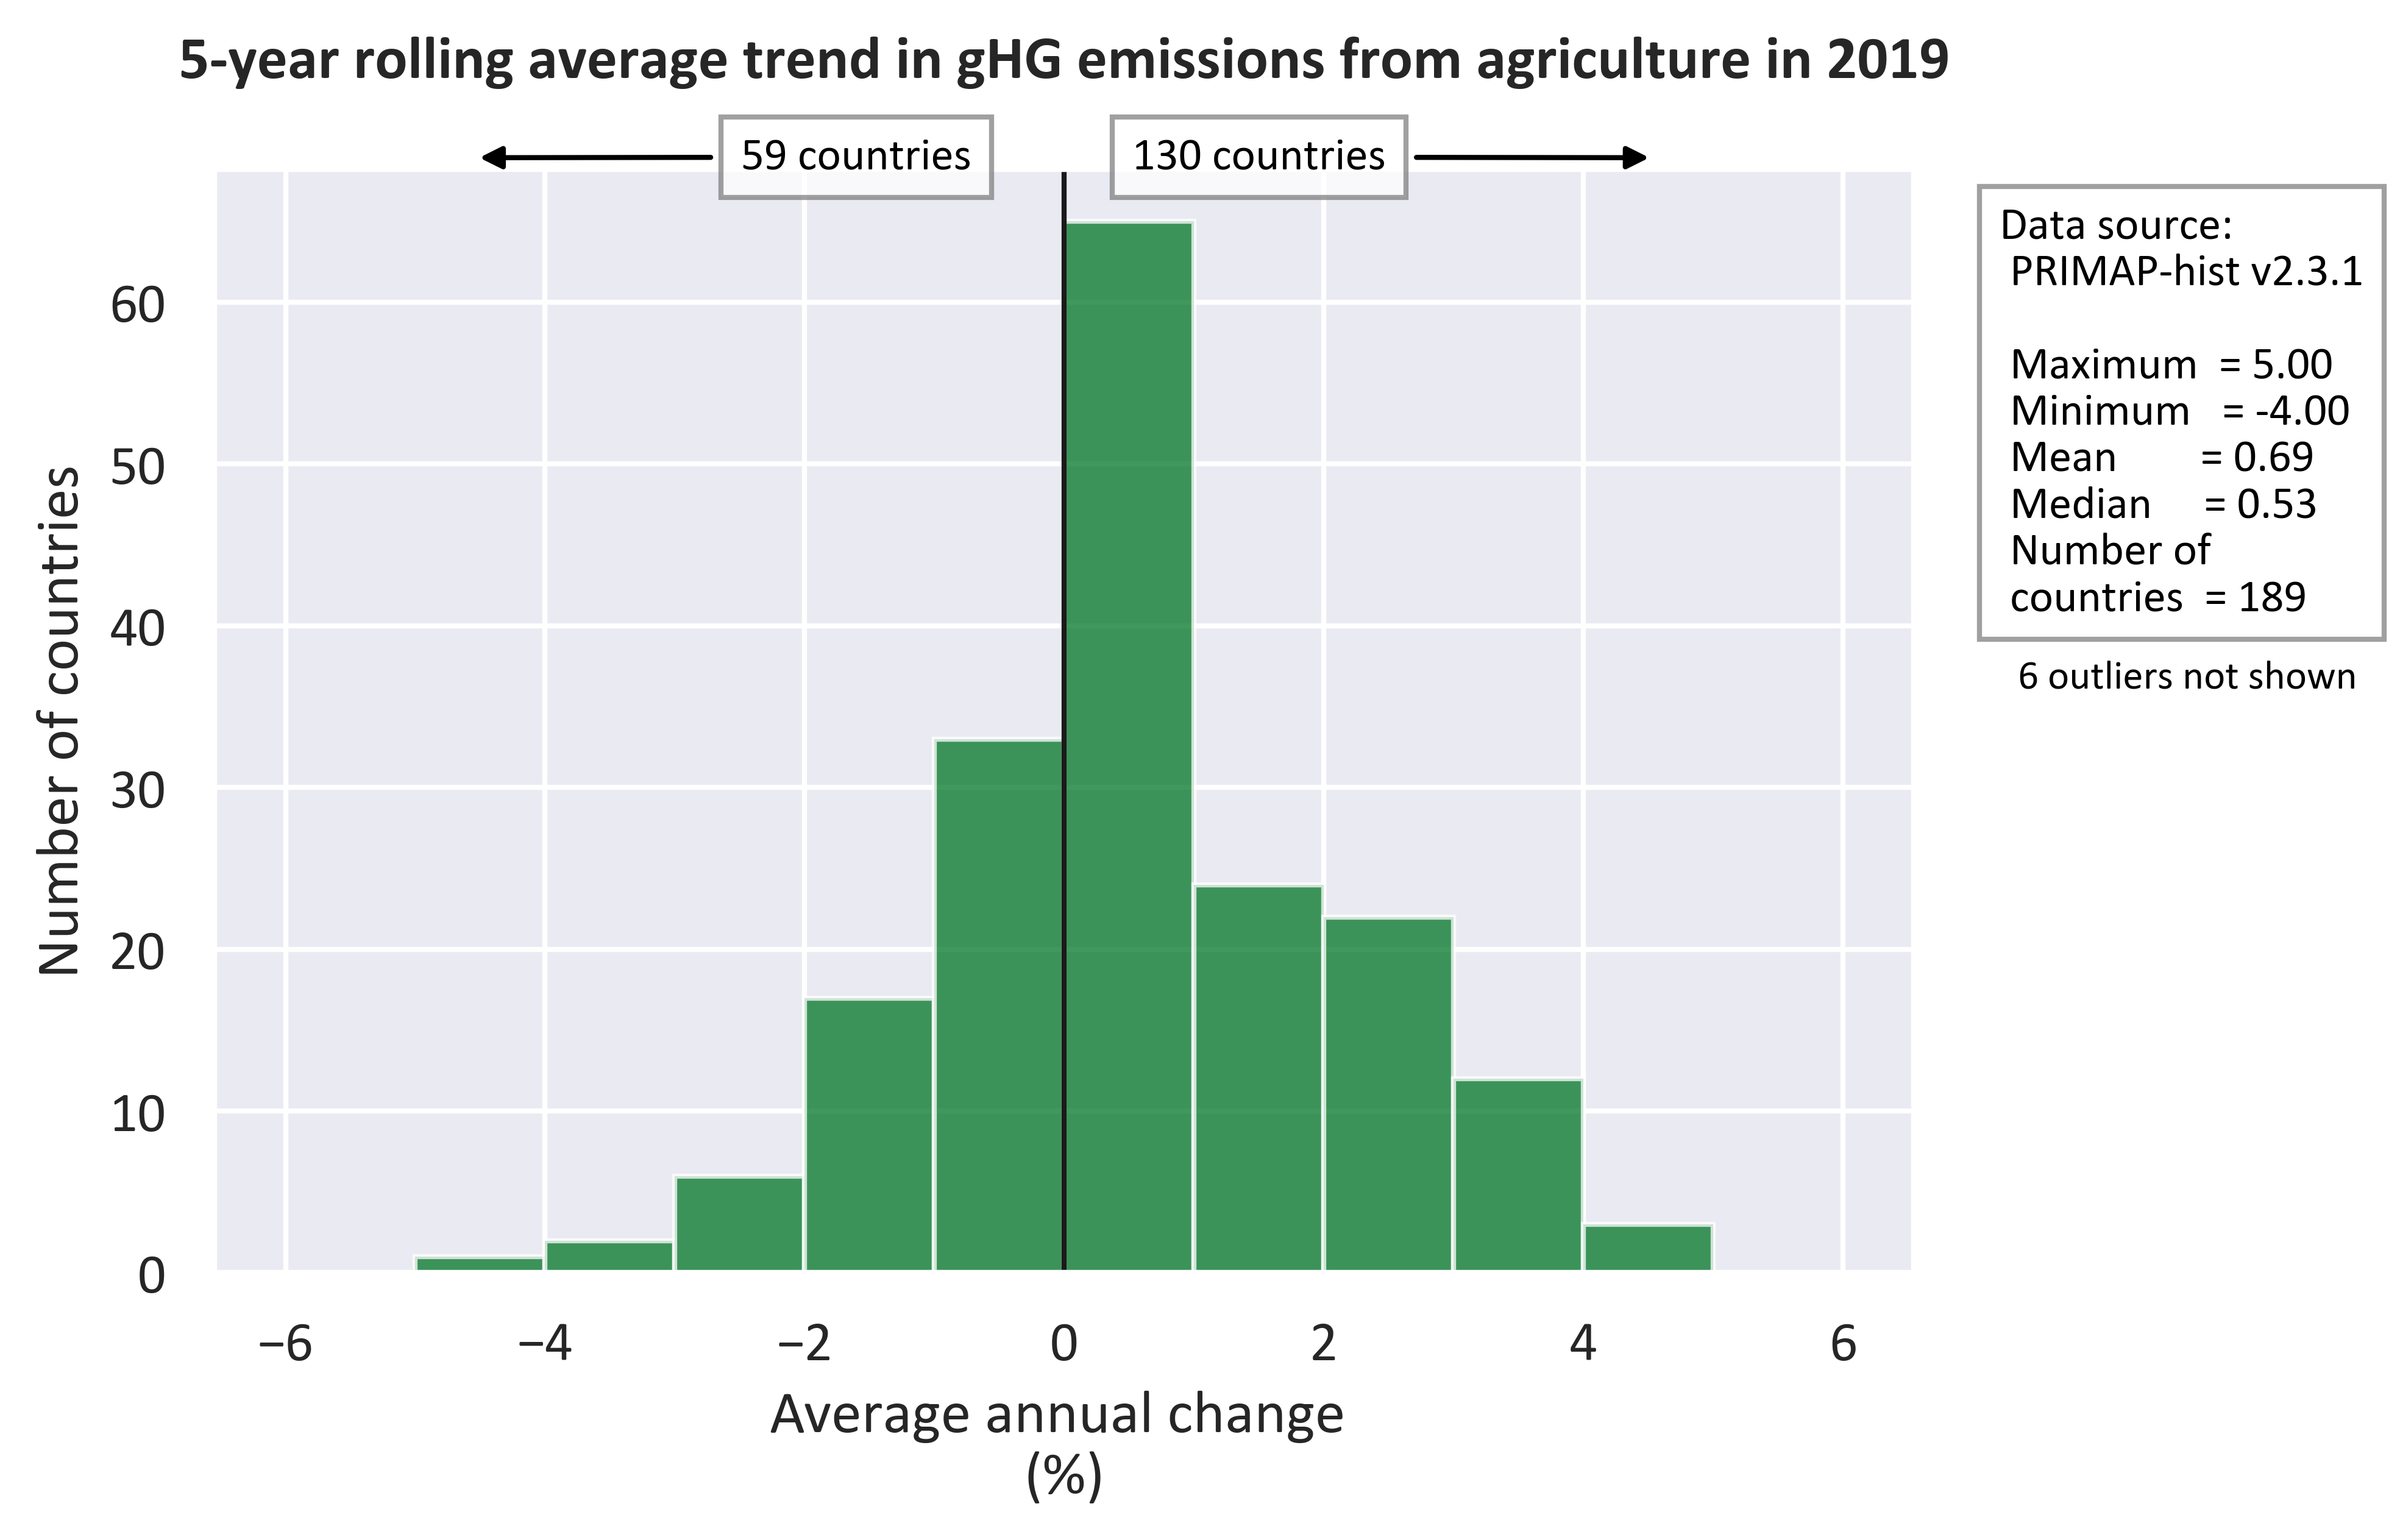 5-year rolling average trend in gHG emissions from agriculture in 2019
59 countries
130 countries
Data source:
PRIMAP-hist v2.3.1
Maximum = 5.00
Minimum = -4.00
Mean = 0.69
Median = 0.53
Number of
countries = 189
6 outliers not shown
Number of countries
60
50
40
30
20
10
0
−6 −4 −2 0 2 4 6
Average annual change
(%)